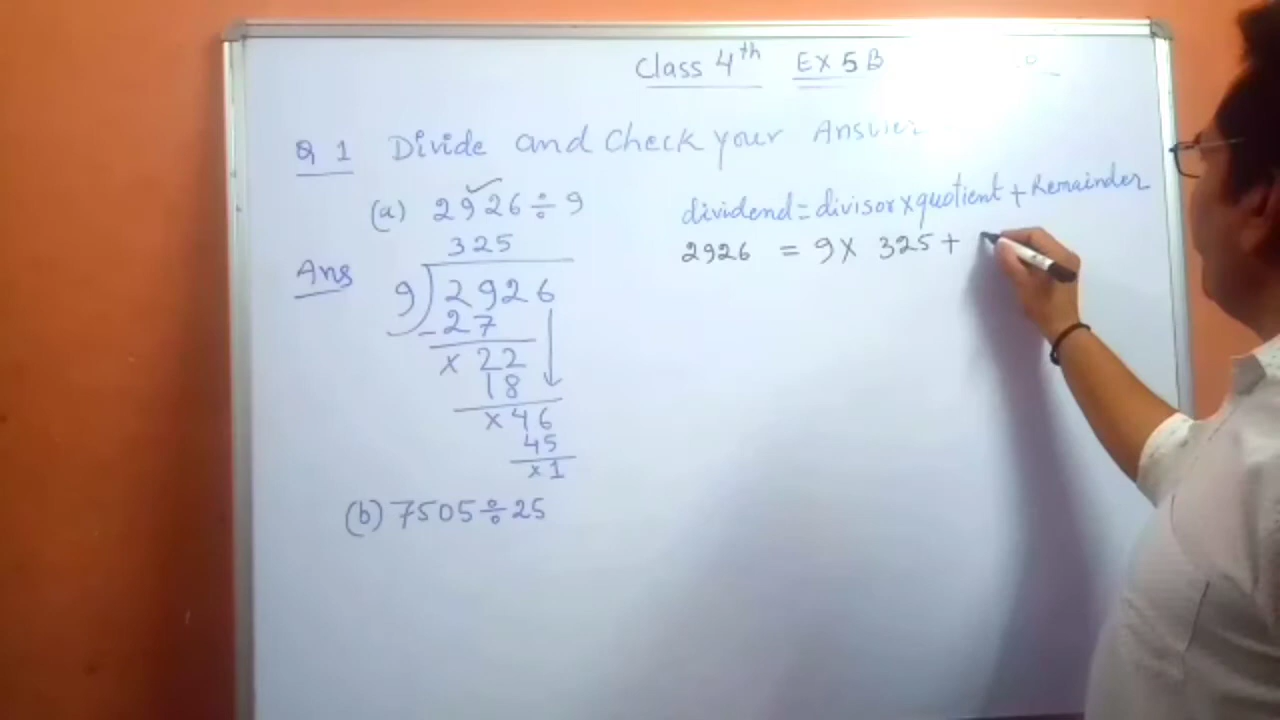 Class 4th EX 5 B
Q 1 Divide and Check your Answer
(a) 2926 ÷ 9
dividend = divisor x quotient + Remainder
2926 = 9 X 325 +
Ans
325
9) 2926
- 27
x 22
18
x 46
45
x 1
(b) 7505 ÷ 25